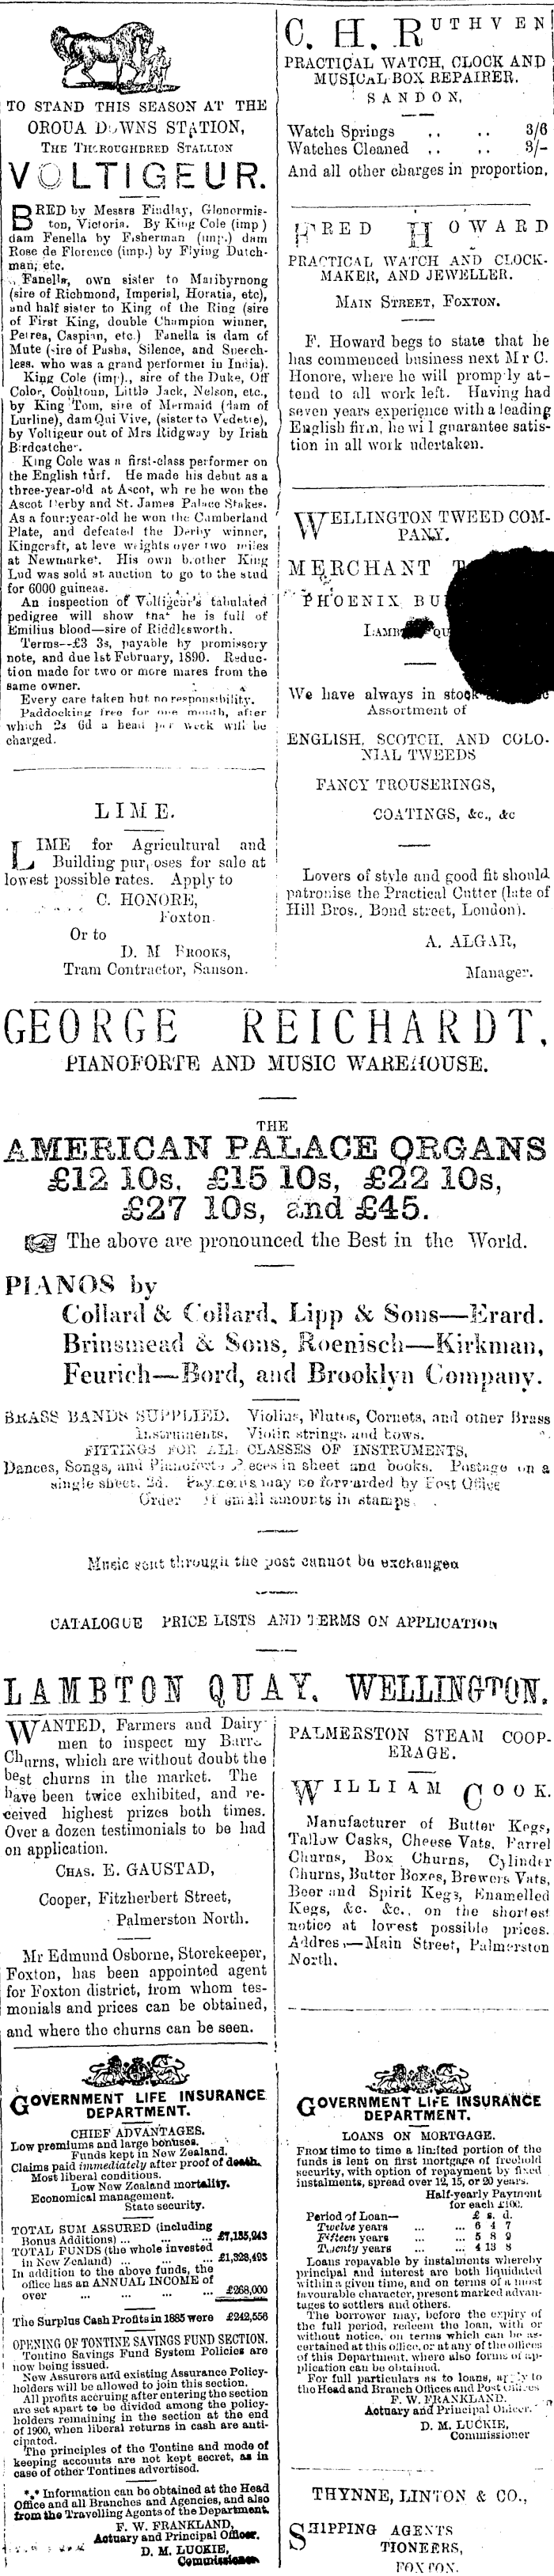 TO STAND THIS SEASON AT THE
OROUA DOWNS STATION,
THE THOROUGHBRED STALLION
VOLTIGEUR.
BRED by Messrs Findlay, Glenormis-
ton, Victoria. By King Cole (imp)
dam Fenella by Fisherman (imp.) dam
Rose de Florence (imp.) by Flying Dutch-
man, etc.
Fanella, own sister to Maribyrnong
(sire of Richmond, Imperial, Horatia, etc),
and half sister to King of the Ring (sire
of First King, double Champion winner,
Petrea, Caspian, etc.) Fanella is dam of
Mute (sire of Pasha, Silence, and Speech-
less, who was a grand performer in India).
King Cole (imp), sire of the Duke, Off
Color, Coultoun, Little Jack, Nelson, etc.,
by King Tom, sire of Mermaid (dam of
Lurline), dam Qui Vive, (sister to Vedette),
by Voltigeur out of Mrs Ridgway by Irish
Birdcatcher.
King Cole was a first-class performer on
the English turf. He made his debut as a
three-year-old at Ascot, where he won the
Ascot Derby and St. James Palace Stakes.
As a four-year-old he won the Cumberland
Plate, and defeated the Derby winner,
Kingcraft, at leve weights over two miles
at Newmarket. His own brother King
Lud was sold at auction to go to the stud
for 6000 guineas.
An inspection of Voltigeur's tabulated
pedigree will show that he is full of
Emilius blood—sire of Riddlesworth.
Terms—£3 3s, payable by promissory
note, and due 1st February, 1890. Reduc-
tion made for two or more mares from the
same owner.
Every care taken but no responsibility.
Paddocking free for one month, after
which 2s 6d a head per week will be
charged.
LIME.
LIME for Agricultural and
Building purposes for sale at
lowest possible rates. Apply to
C. HONORE,
Foxton.
Or to
D. M BROOKS,
Tram Contractor, Sanson.
C. H. RUTHVEN
PRACTICAL WATCH, CLOCK AND
MUSICAL BOX REPAIRER.
SANDON,
Watch Springs .. .. 3/6
Watches Cleaned .. .. 3/-
And all other charges in proportion,
FRED HOWARD
PRACTICAL WATCH AND CLOCK-
MAKER, AND JEWELLER.
MAIN STREET, FOXTON.
F. Howard begs to state that he
has commenced business next Mr C.
Honore, where he will promp'ly at-
tend to all work left. Having had
seven years experience with a leading
English firm, he wi l guarantee satis-
tion in all work undertaken.
WELLINGTON TWEED COM-
PANY.
MERCHANT
PHOENIX BU
LAMB QU
We have always in stock
Assortment of
ENGLISH, SCOTCH, AND COLO-
NIAL TWEEDS
FANCY TROUSERINGS,
COATINGS, &c., &c
Lovers of style and good fit should
patronise the Practical Cutter (late of
Hill Bros., Bond street, London).
A. ALGAR,
Manager.
GEORGE REICHARDT,
PIANOFORTE AND MUSIC WAREHOUSE.
THE
AMERICAN PALACE ORGANS
£12 10s, £15 10s, £22 10s,
£27 10s, and £45.
The above are pronounced the Best in the World.
PIANOS by
Collard & Collard, Lipp & Sons—Erard.
Brinsmead & Sons, Roenisch—Kirkman,
Feurich—Bord, and Brooklyn Company.
BRASS BANDS SUPPLIED. Violins, Flutes, Cornets, and other Brass
Instruments. Violin strings and bows.
FITTINGS FOR ALL CLASSES OF INSTRUMENTS,
Dances, Songs, and Pianoforte Pieces in sheet and books. Postage on a
single sheet, 2d. Payments may be forwarded by Post Office
Order if small amounts in stamps.
Music sent through the post cannot be exchanged
CATALOGUE PRICE LISTS AND TERMS ON APPLICATION
LAMBTON QUAY, WELLINGTON.
WANTED, Farmers and Dairy-
men to inspect my Barrel
Churns, which are without doubt the
best churns in the market. The
have been twice exhibited, and re-
ceived highest prizes both times.
Over a dozen testimonials to be had
on application.
CHAS. E. GAUSTAD,
Cooper, Fitzherbert Street,
Palmerston North.
Mr Edmund Osborne, Storekeeper,
Foxton, has been appointed agent
for Foxton district, from whom tes-
monials and prices can be obtained,
and where the churns can be seen.
PALMERSTON STEAM COOP-
ERAGE.
WILLIAM COOK.
Manufacturer of Butter Kegs,
Tallow Casks, Cheese Vats, Barrel
Churns, Box Churns, Cylinder
Churns, Butter Boxes, Brewers Vats,
Beer and Spirit Kegs, Enamelled
Kegs, &c. &c., on the shortest
notice at lowest possible prices.
Address—Main Street, Palmerston
North.
GOVERNMENT LIFE INSURANCE
DEPARTMENT.
CHIEF ADVANTAGES.
Low premiums and large bonuses.
Funds kept in New Zealand.
Claims paid immediately after proof of death.
Most liberal conditions.
Low New Zealand mortality.
Economical management.
State security.
TOTAL SUM ASSURED (including
Bonus Additions) ... ... ... £7,135,943
TOTAL FUNDS (the whole invested
in New Zealand) ... ... ... £1,328,493
In addition to the above funds, the
office has an ANNUAL INCOME of
over ... ... ... ... £268,000
The Surplus Cash Profits in 1885 were £242,556
OPENING OF TONTINE SAVINGS FUND SECTION.
Tontine Savings Fund System Policies are
now being issued.
New Assurers and existing Assurance Policy-
holders will be allowed to join this section.
All profits accruing after entering the section
are set apart to be divided among the policy-
holders remaining in the section at the end
of 1900, when liberal returns in cash are anti-
cipated.
The principles of the Tontine and mode of
keeping accounts are not kept secret, as in
case of other Tontines advertised.
*.* Information can be obtained at the Head
Office and all Branches and Agencies, and also
from the Travelling Agents of the Department.
F. W. FRANKLAND,
Actuary and Principal Officer.
D. M. LUCKIE,
Commissioner
GOVERNMENT LIFE INSURANCE
DEPARTMENT.
LOANS ON MORTGAGE.
FROM time to time a limited portion of the
funds is lent on first mortgage of freehold
security, with option of repayment by fixed
instalments, spread over 12, 15, or 20 years.
Half-yearly Payment
for each £100.
Period of Loan— £ s. d.
Twelve years ... ... 6 4 7
Fifteen years ... ... 5 8 9
Twenty years ... ... 4 13 8
Loans repayable by instalments whereby
principal and interest are both liquidated
within a given time, and on terms of a most
favourable character, present marked advan-
tages to settlers and others.
The borrower may, before the expiry of
the full period, redeem the loan, with or
without notice, on terms which can be as-
certained at this office, or at any of the offices
of this Department, where also forms of ap-
plication can be obtained.
For full particulars as to loans, apply to
the Head and Branch Offices and Post Offices
F. W. FRANKLAND.
Actuary and Principal Officer.
D. M. LUCKIE,
Commissioner
THYNNE, LINTON & CO.,
SHIPPING AGENTS
TIONEERS,
FOXTON.